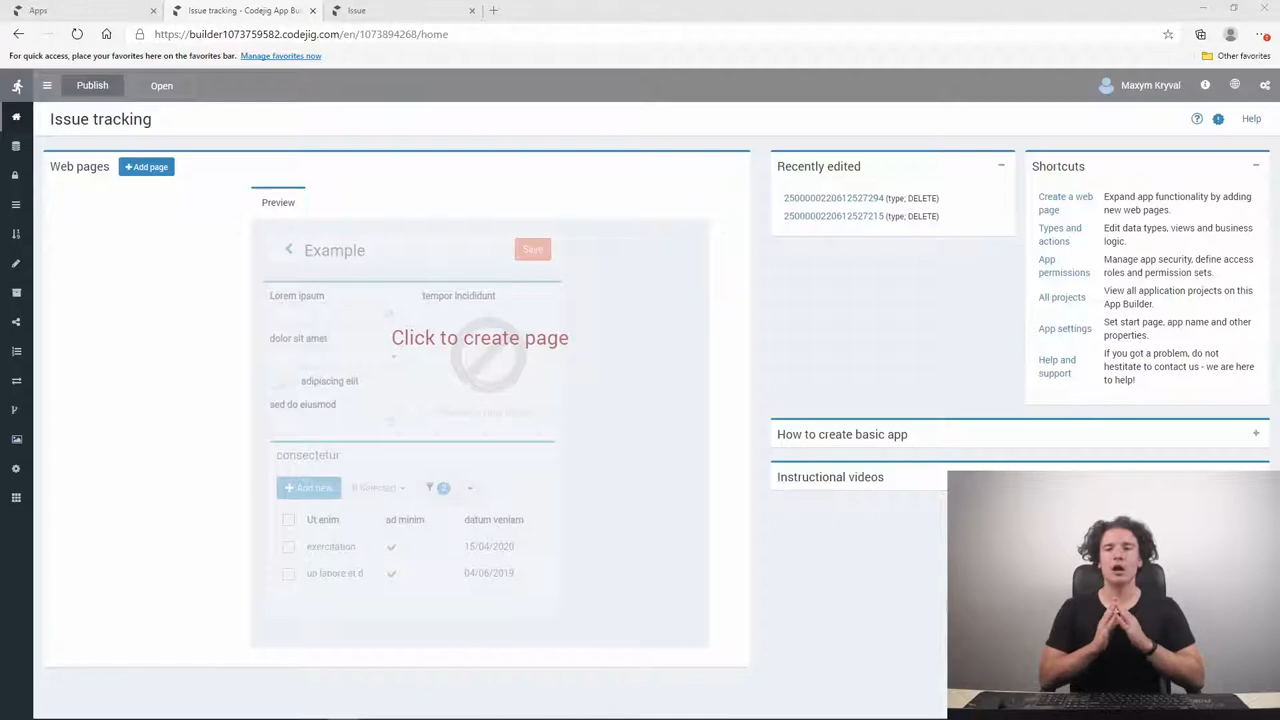 Apps
Issue tracking - Codejig App Buil
Issue
https://builder1073759582.codejig.com/en/1073894268/home
For quick access, place your favorites here on the favorites bar. Manage favorites now
Other favorites
Publish
Open
Maxym Kryval
Issue tracking
Help
Web pages
Add page
Preview
Example
Save
Lorem ipsum
tempor incididunt
Click to create page
dolor sit amet
adipiscing elit
sed do eiusmod
consectetur
Add new
0 Selected
2
Ut enim
ad minim
datum veniam
exercitation
15/04/2020
up labore et d
04/06/2019
Recently edited
2500000220612527294 (type; DELETE)
2500000220612527215 (type; DELETE)
Shortcuts
Create a web page
Expand app functionality by adding new web pages.
Types and actions
Edit data types, views and business logic.
App permissions
Manage app security, define access roles and permission sets.
All projects
View all application projects on this App Builder.
App settings
Set start page, app name and other properties.
Help and support
If you got a problem, do not hestitate to contact us - we are here to help!
How to create basic app
Instructional videos